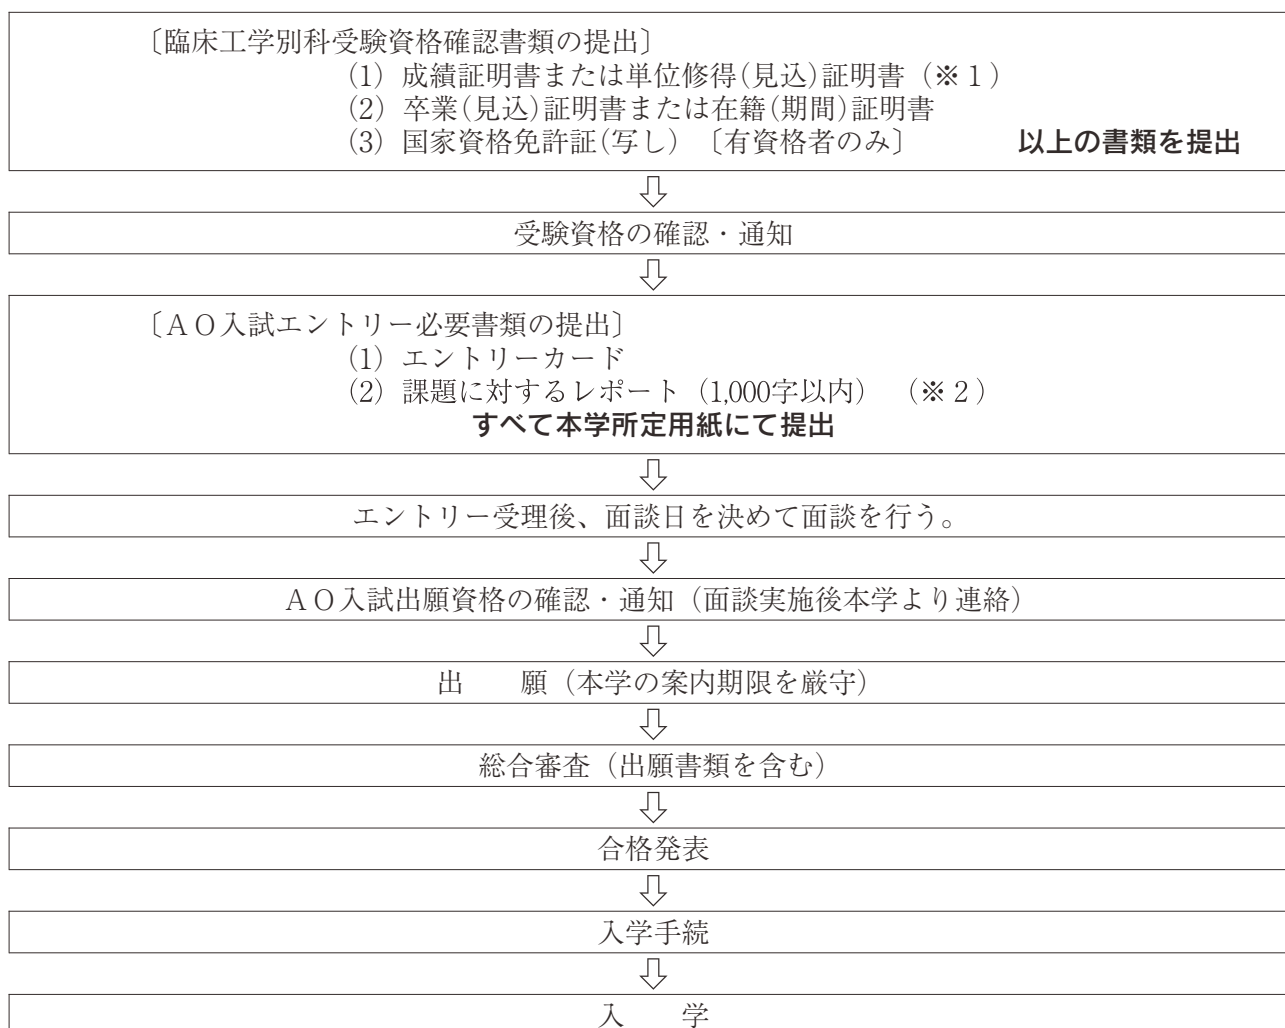 〔臨床工学別科受験資格確認書類の提出〕
(1) 成績証明書または単位修得(見込)証明書（※１）
(2) 卒業(見込)証明書または在籍(期間)証明書
(3) 国家資格免許証(写し) 〔有資格者のみ〕 以上の書類を提出
⇩
受験資格の確認・通知
⇩
〔ＡＯ入試エントリー必要書類の提出〕
(1) エントリーカード
(2) 課題に対するレポート（1,000字以内）（※２）
すべて本学所定用紙にて提出
⇩
エントリー受理後、面談日を決めて面談を行う。
⇩
ＡＯ入試出願資格の確認・通知（面談実施後本学より連絡）
⇩
出　　願（本学の案内期限を厳守）
⇩
総合審査（出願書類を含む）
⇩
合格発表
⇩
入学手続
⇩
入　　学